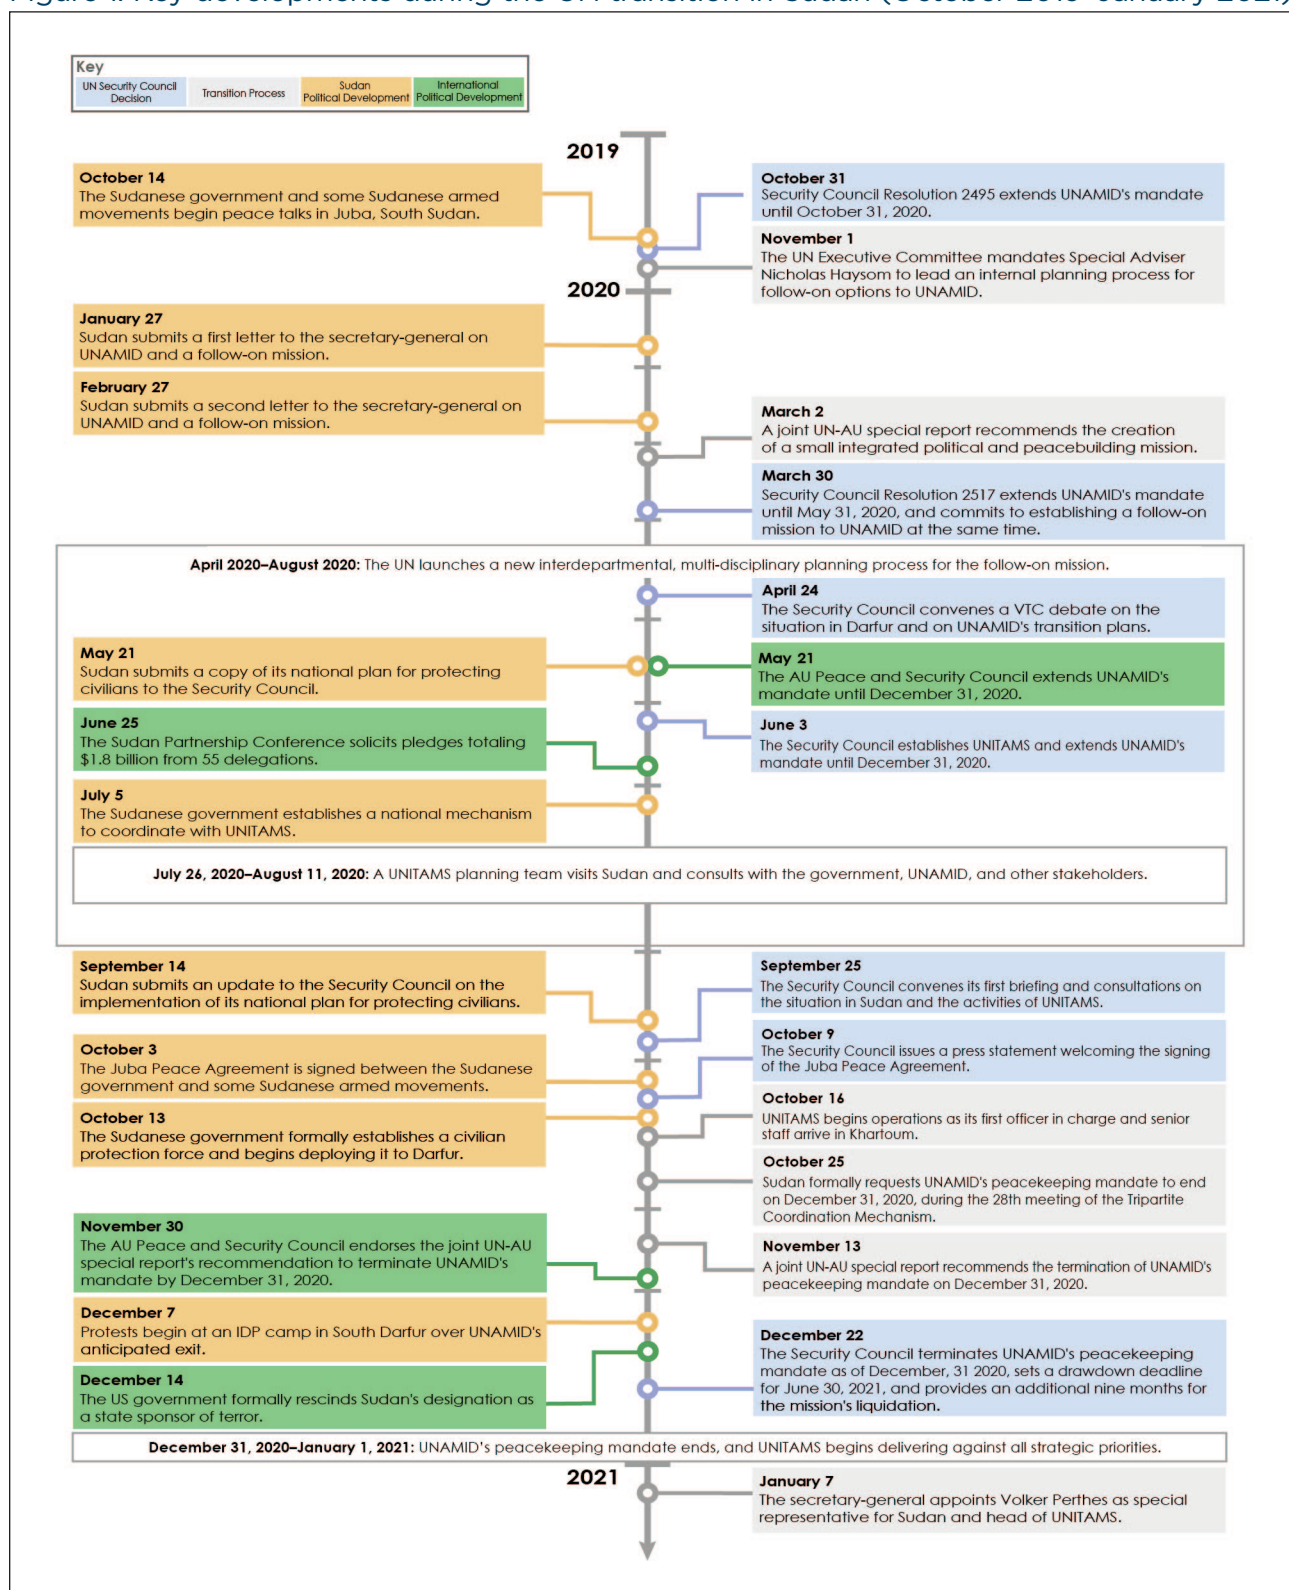 Figure 1. Key developments during the UN transition in Sudan (October 2019–January 2021)
Key
UN Security Council
Decision
Transition Process
Sudan
Political Development
International
Political Development
2019
October 14
The Sudanese government and some Sudanese armed
movements begin peace talks in Juba, South Sudan.
October 31
Security Council Resolution 2495 extends UNAMID's mandate
until October 31, 2020.
November 1
The UN Executive Committee mandates Special Adviser
Nicholas Haysom to lead an internal planning process for
follow-on options to UNAMID.
2020
January 27
Sudan submits a first letter to the secretary-general on
UNAMID and a follow-on mission.
February 27
Sudan submits a second letter to the secretary-general on
UNAMID and a follow-on mission.
March 2
A joint UN-AU special report recommends the creation
of a small integrated political and peacebuilding mission.
March 30
Security Council Resolution 2517 extends UNAMID's mandate
until May 31, 2020, and commits to establishing a follow-on
mission to UNAMID at the same time.
April 2020–August 2020: The UN launches a new interdepartmental, multi-disciplinary planning process for the follow-on mission.
April 24
The Security Council convenes a VTC debate on the
situation in Darfur and on UNAMID's transition plans.
May 21
Sudan submits a copy of its national plan for protecting
civilians to the Security Council.
May 21
The AU Peace and Security Council extends UNAMID's
mandate until December 31, 2020.
June 25
The Sudan Partnership Conference solicits pledges totaling
$1.8 billion from 55 delegations.
June 3
The Security Council establishes UNITAMS and extends UNAMID's
mandate until December 31, 2020.
July 5
The Sudanese government establishes a national mechanism
to coordinate with UNITAMS.
July 26, 2020–August 11, 2020: A UNITAMS planning team visits Sudan and consults with the government, UNAMID, and other stakeholders.
September 14
Sudan submits an update to the Security Council on the
implementation of its national plan for protecting civilians.
September 25
The Security Council convenes its first briefing and consultations on
the situation in Sudan and the activities of UNITAMS.
October 3
The Juba Peace Agreement is signed between the Sudanese
government and some Sudanese armed movements.
October 9
The Security Council issues a press statement welcoming the signing
of the Juba Peace Agreement.
October 13
The Sudanese government formally establishes a civilian
protection force and begins deploying it to Darfur.
October 16
UNITAMS begins operations as its first officer in charge and senior
staff arrive in Khartoum.
October 25
Sudan formally requests UNAMID's peacekeeping mandate to end
on December 31, 2020, during the 28th meeting of the Tripartite
Coordination Mechanism.
November 30
The AU Peace and Security Council endorses the joint UN-AU
special report's recommendation to terminate UNAMID's
mandate by December 31, 2020.
November 13
A joint UN-AU special report recommends the termination of UNAMID's
peacekeeping mandate on December 31, 2020.
December 7
Protests begin at an IDP camp in South Darfur over UNAMID's
anticipated exit.
December 14
The US government formally rescinds Sudan's designation as
a state sponsor of terror.
December 22
The Security Council terminates UNAMID's peacekeeping
mandate as of December, 31 2020, sets a drawdown deadline
for June 30, 2021, and provides an additional nine months for
the mission's liquidation.
December 31, 2020–January 1, 2021: UNAMID's peacekeeping mandate ends, and UNITAMS begins delivering against all strategic priorities.
2021
January 7
The secretary-general appoints Volker Perthes as special
representative for Sudan and head of UNITAMS.